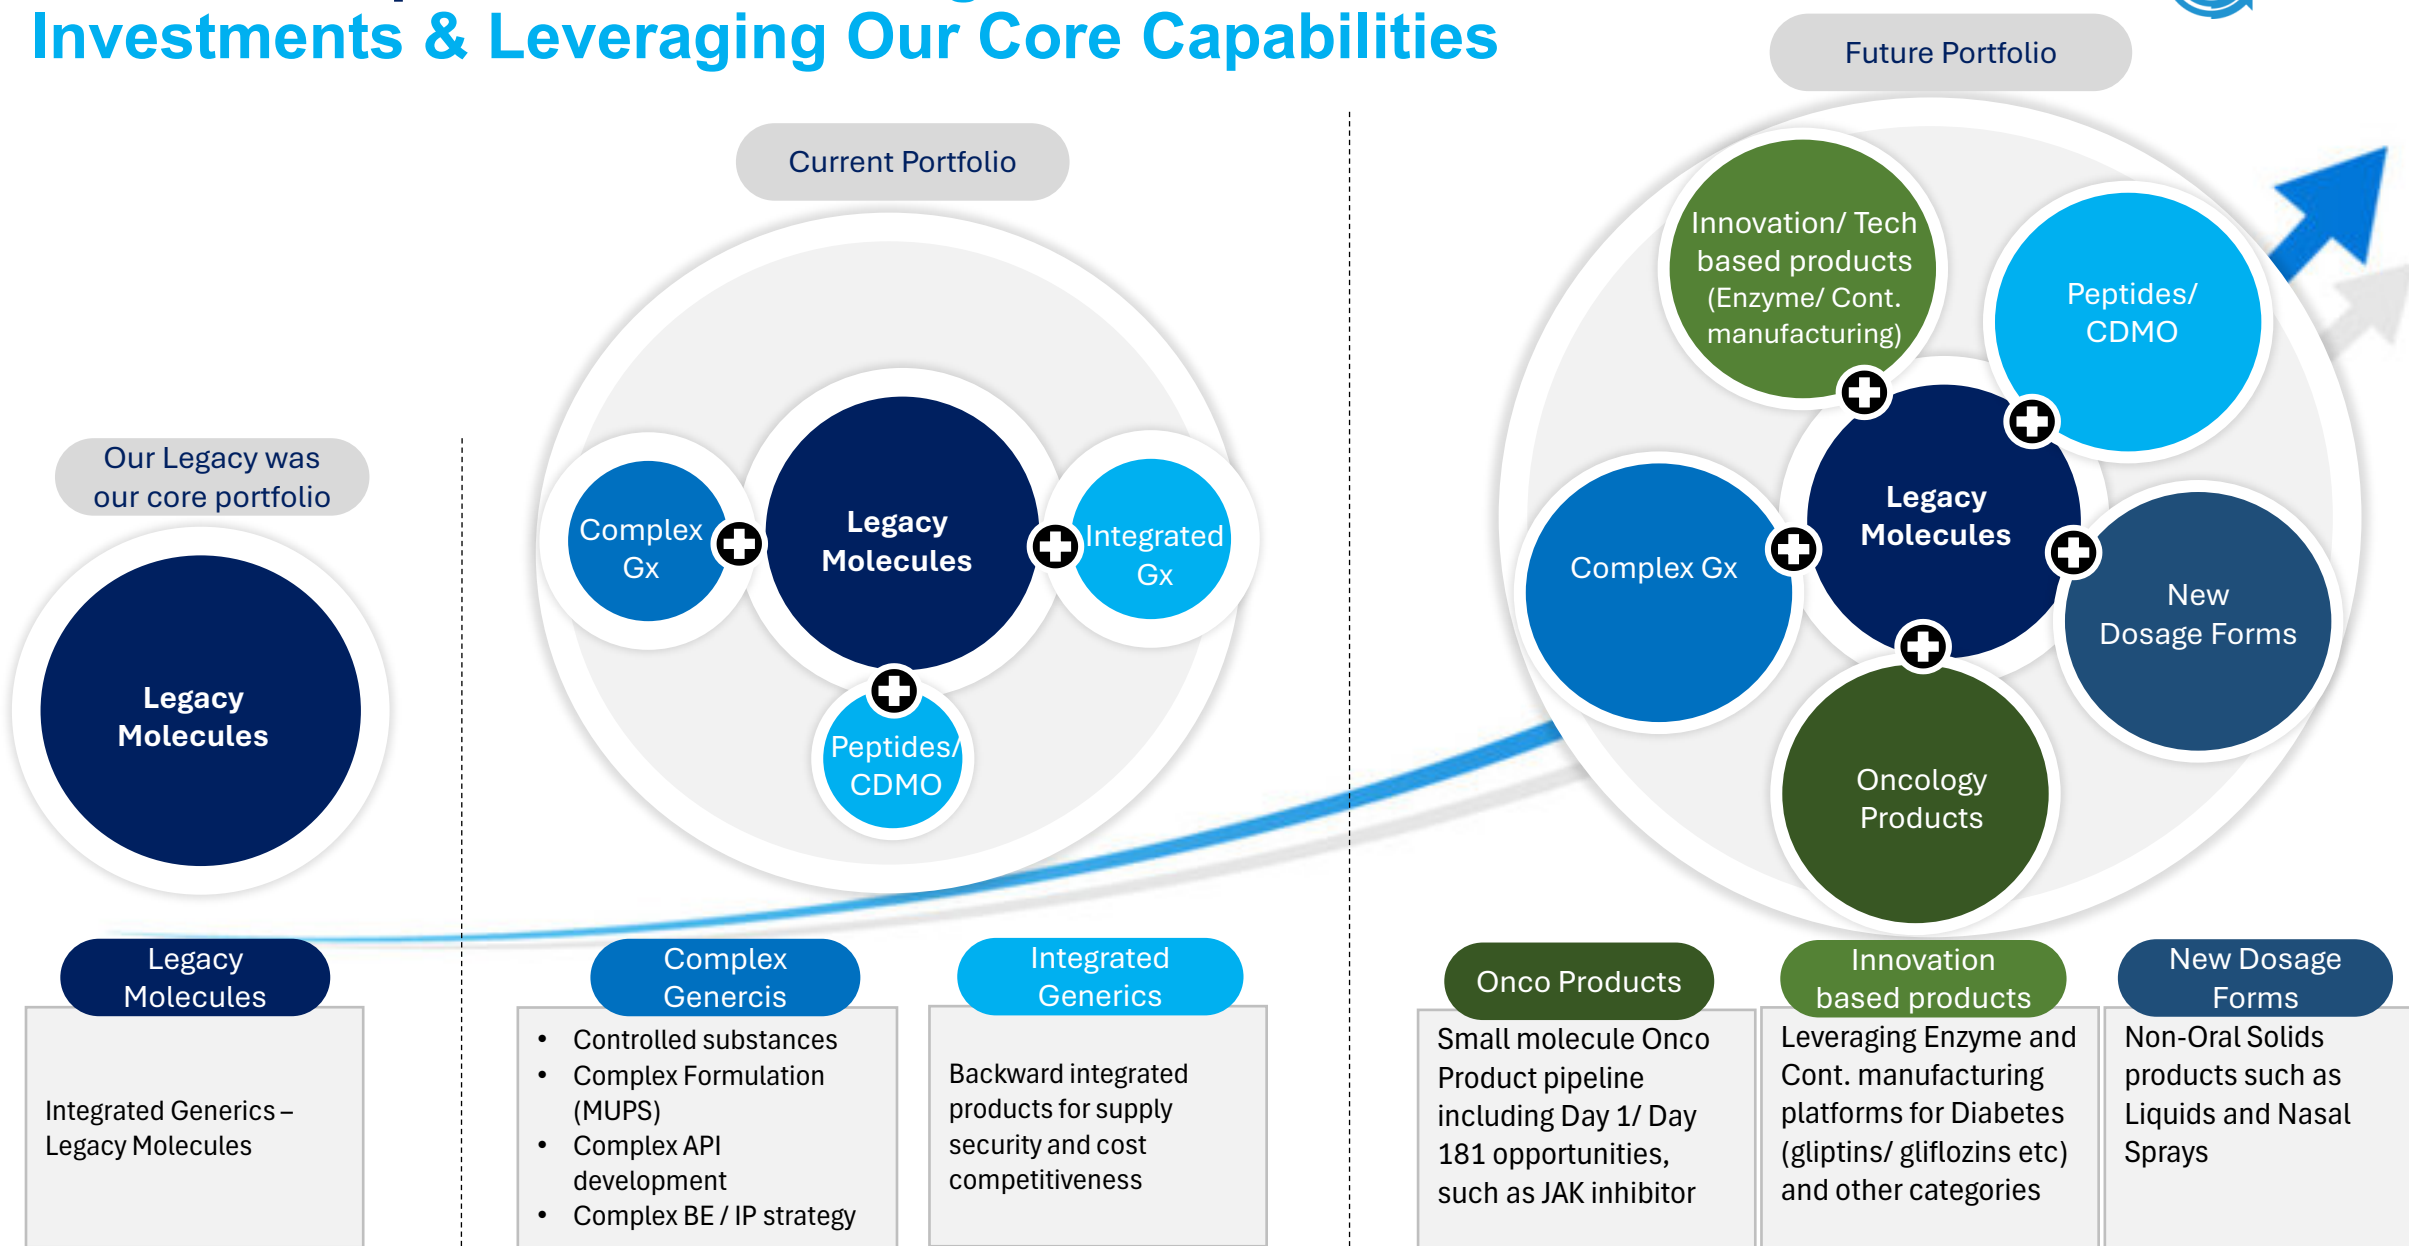 Investments & Leveraging Our Core Capabilities
Future Portfolio
Current Portfolio
Our Legacy was
our core portfolio
Legacy
Molecules
Complex
Gx
Legacy
Molecules
Integrated
Gx
Peptides/
CDMO
Innovation/ Tech
based products
(Enzyme/ Cont.
manufacturing)
Peptides/
CDMO
Legacy
Molecules
Complex Gx
New
Dosage Forms
Oncology
Products
Legacy
Molecules
Integrated Generics –
Legacy Molecules
Complex
Genercis
• Controlled substances
• Complex Formulation
(MUPS)
• Complex API
development
• Complex BE / IP strategy
Integrated
Generics
Backward integrated
products for supply
security and cost
competitiveness
Onco Products
Small molecule Onco
Product pipeline
including Day 1/ Day
181 opportunities,
such as JAK inhibitor
Innovation
based products
Leveraging Enzyme and
Cont. manufacturing
platforms for Diabetes
(gliptins/ gliflozins etc)
and other categories
New Dosage
Forms
Non-Oral Solids
products such as
Liquids and Nasal
Sprays